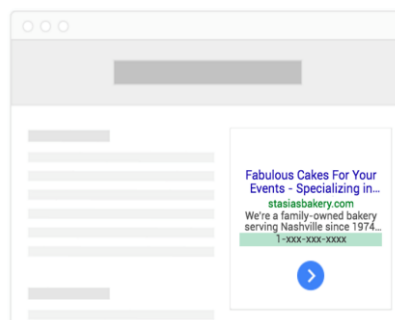 Fabulous Cakes For Your
Events - Specializing in...
stasiasbakery.com
We're a family-owned bakery
serving Nashville since 1974...
1-xxx-xxx-xxxx